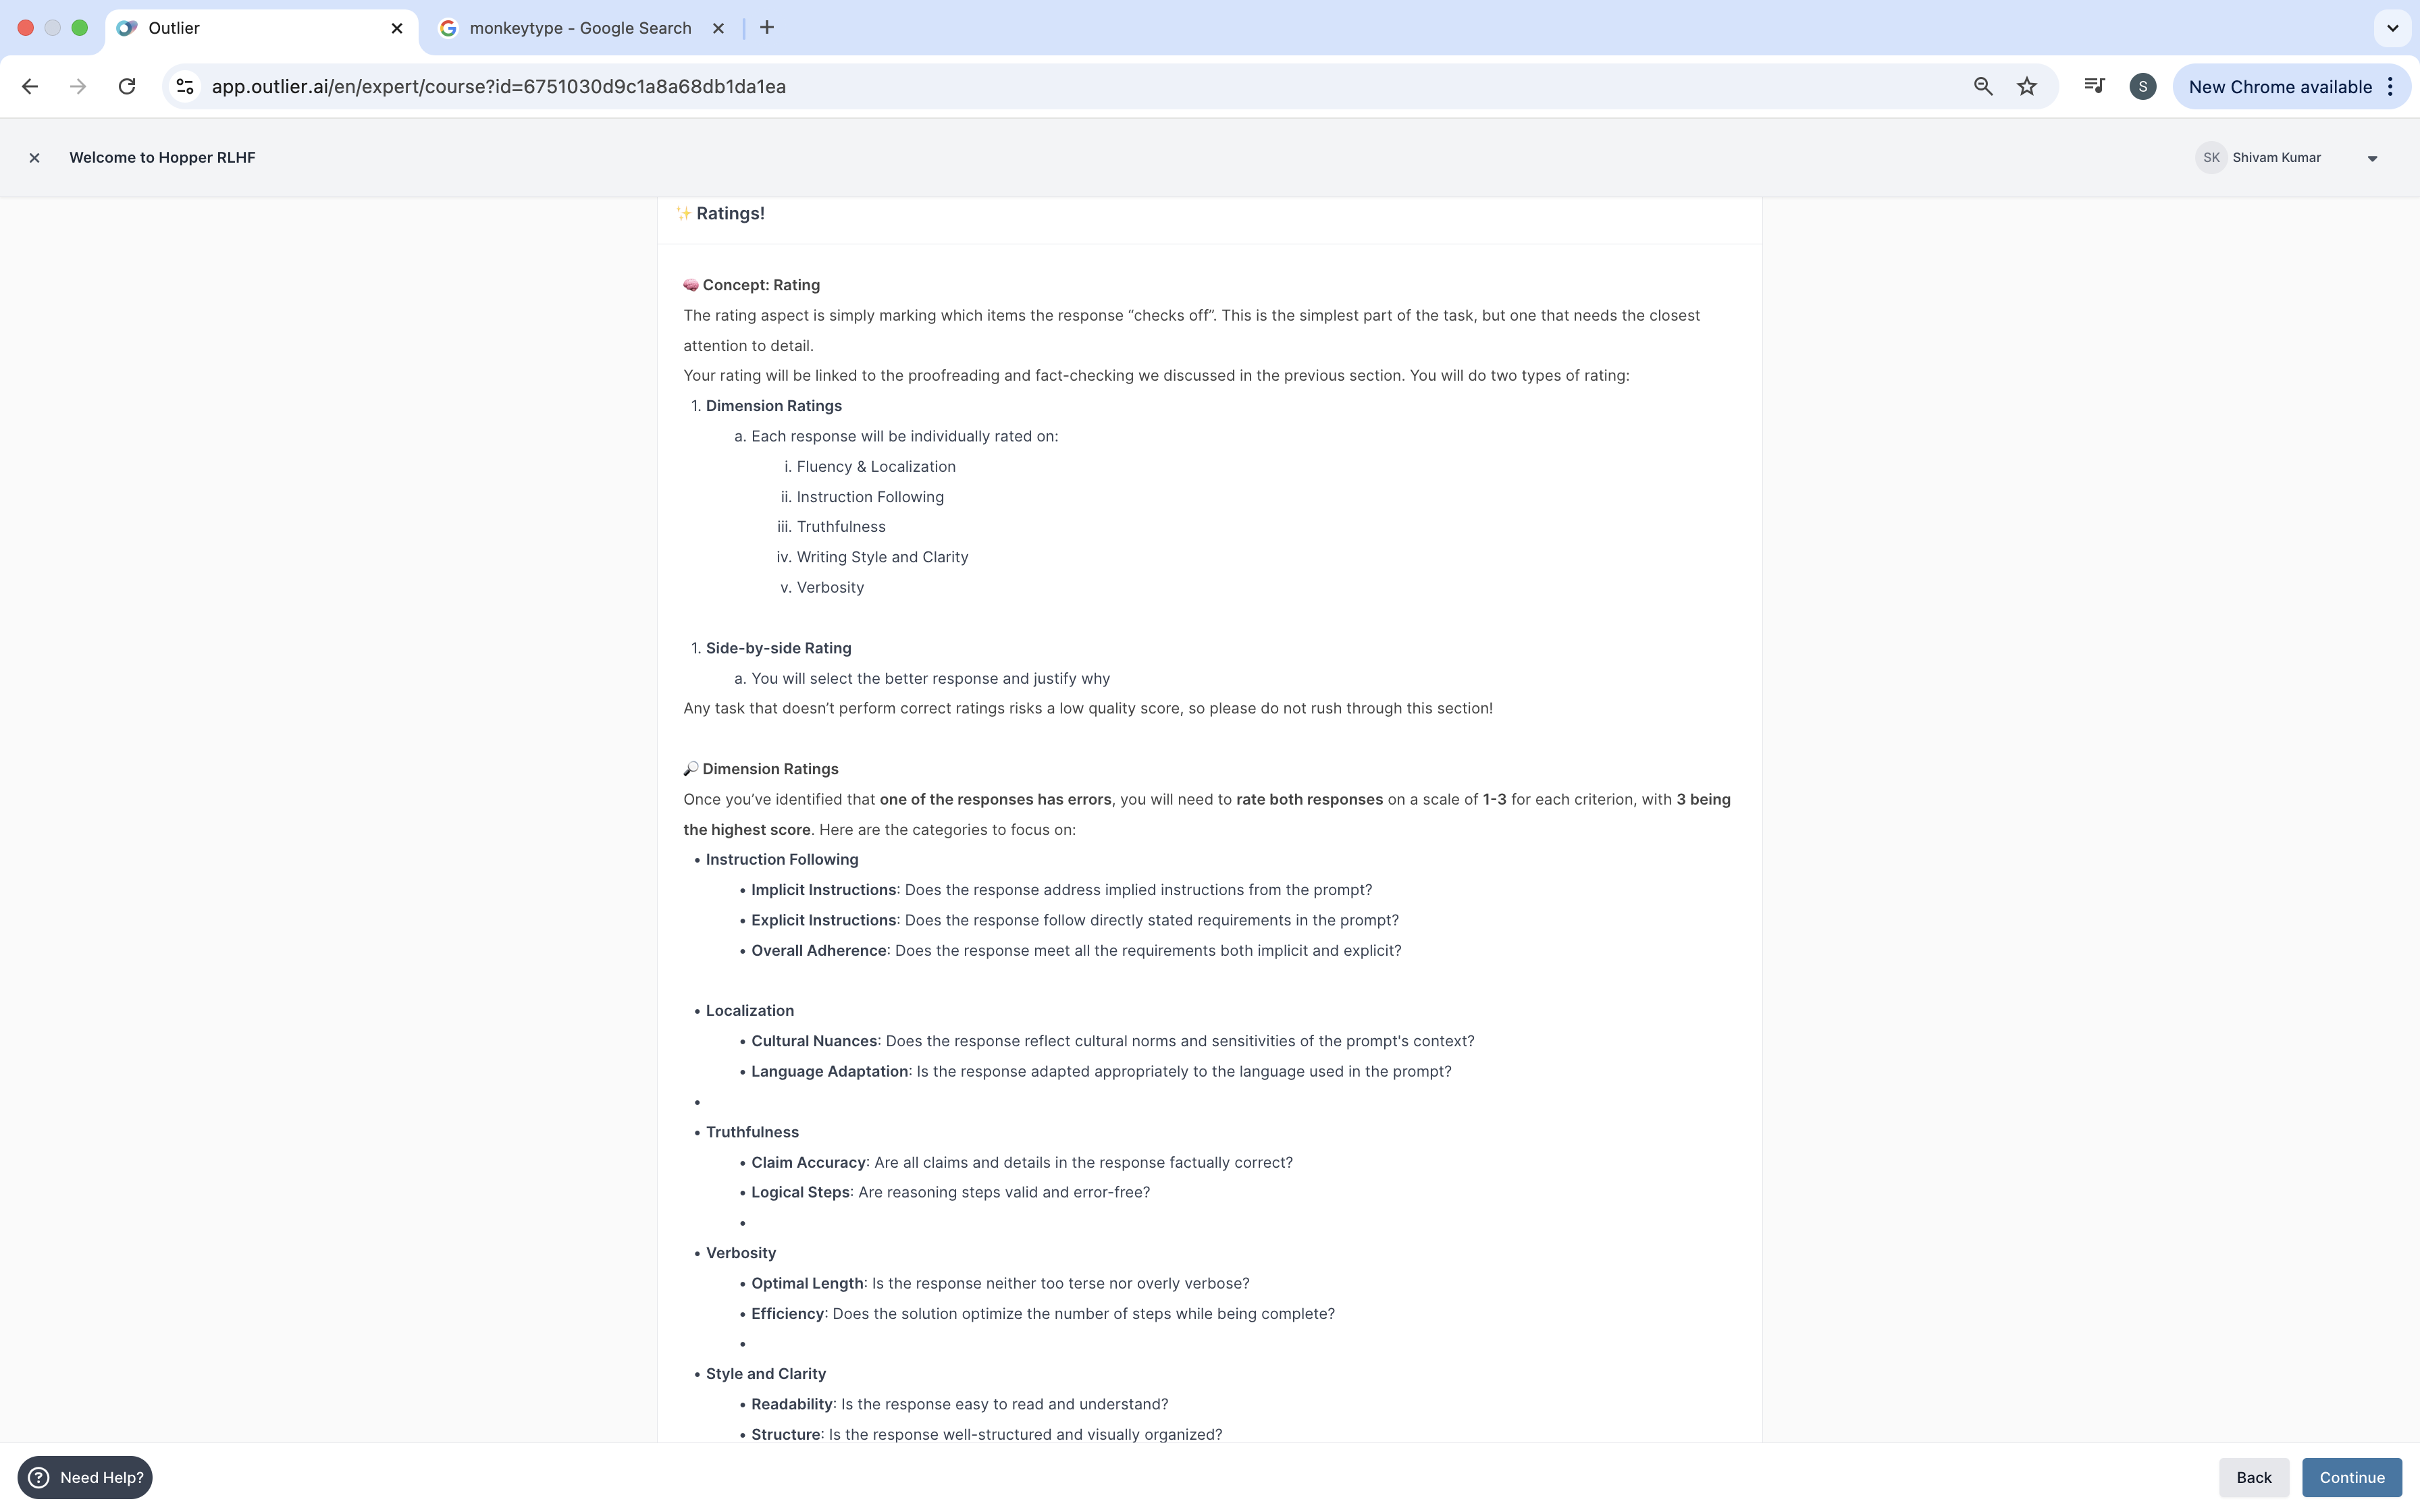 Outlier
monkeytype - Google Search
app.outlier.ai/en/expert/course?id=6751030d9c1a8a68db1da1ea
S
New Chrome available
Welcome to Hopper RLHF
SK Shivam Kumar
✨ Ratings!
🧠 Concept: Rating
The rating aspect is simply marking which items the response “checks off”. This is the simplest part of the task, but one that needs the closest
attention to detail.
Your rating will be linked to the proofreading and fact-checking we discussed in the previous section. You will do two types of rating:
1. Dimension Ratings
a. Each response will be individually rated on:
i. Fluency & Localization
ii. Instruction Following
iii. Truthfulness
iv. Writing Style and Clarity
v. Verbosity
1. Side-by-side Rating
a. You will select the better response and justify why
Any task that doesn’t perform correct ratings risks a low quality score, so please do not rush through this section!
🔎 Dimension Ratings
Once you’ve identified that one of the responses has errors, you will need to rate both responses on a scale of 1-3 for each criterion, with 3 being
the highest score. Here are the categories to focus on:
• Instruction Following
• Implicit Instructions: Does the response address implied instructions from the prompt?
• Explicit Instructions: Does the response follow directly stated requirements in the prompt?
• Overall Adherence: Does the response meet all the requirements both implicit and explicit?
• Localization
• Cultural Nuances: Does the response reflect cultural norms and sensitivities of the prompt's context?
• Language Adaptation: Is the response adapted appropriately to the language used in the prompt?
•
• Truthfulness
• Claim Accuracy: Are all claims and details in the response factually correct?
• Logical Steps: Are reasoning steps valid and error-free?
•
• Verbosity
• Optimal Length: Is the response neither too terse nor overly verbose?
• Efficiency: Does the solution optimize the number of steps while being complete?
•
• Style and Clarity
• Readability: Is the response easy to read and understand?
• Structure: Is the response well-structured and visually organized?
? Need Help?
Back
Continue